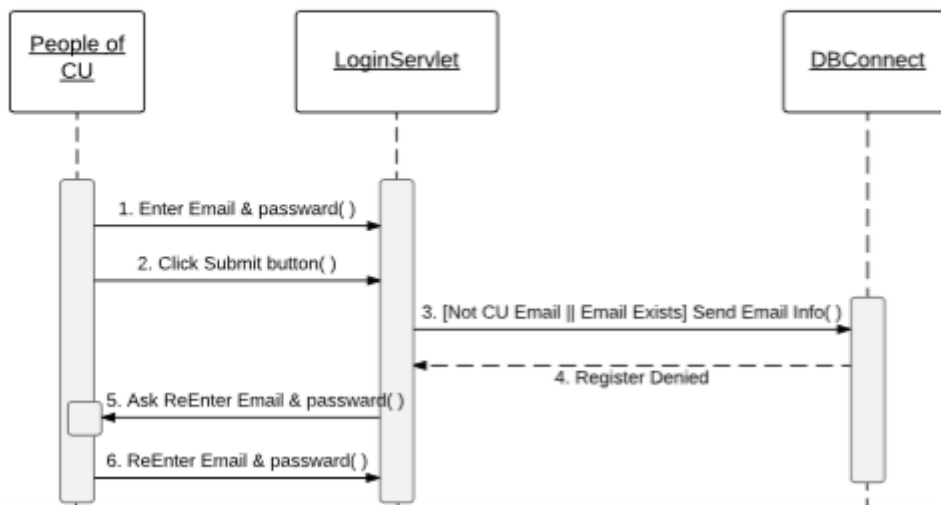 People of
CU
LoginServlet
DBConnect
1. Enter Email & passward( )
2. Click Submit button( )
3. [Not CU Email || Email Exists] Send Email Info( )
4. Register Denied
5. Ask ReEnter Email & passward( )
6. ReEnter Email & passward( )